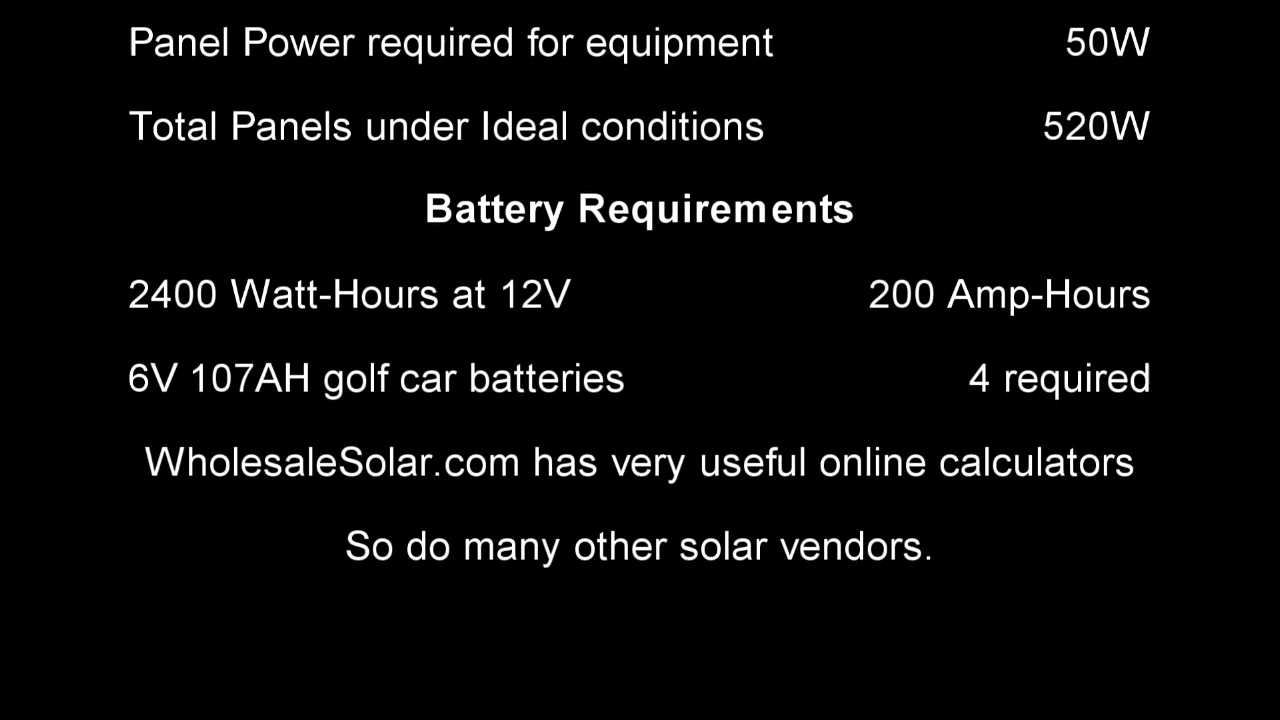 Panel Power required for equipment 50W
Total Panels under Ideal conditions 520W
Battery Requirements
2400 Watt-Hours at 12V 200 Amp-Hours
6V 107AH golf car batteries 4 required
WholesaleSolar.com has very useful online calculators
So do many other solar vendors.